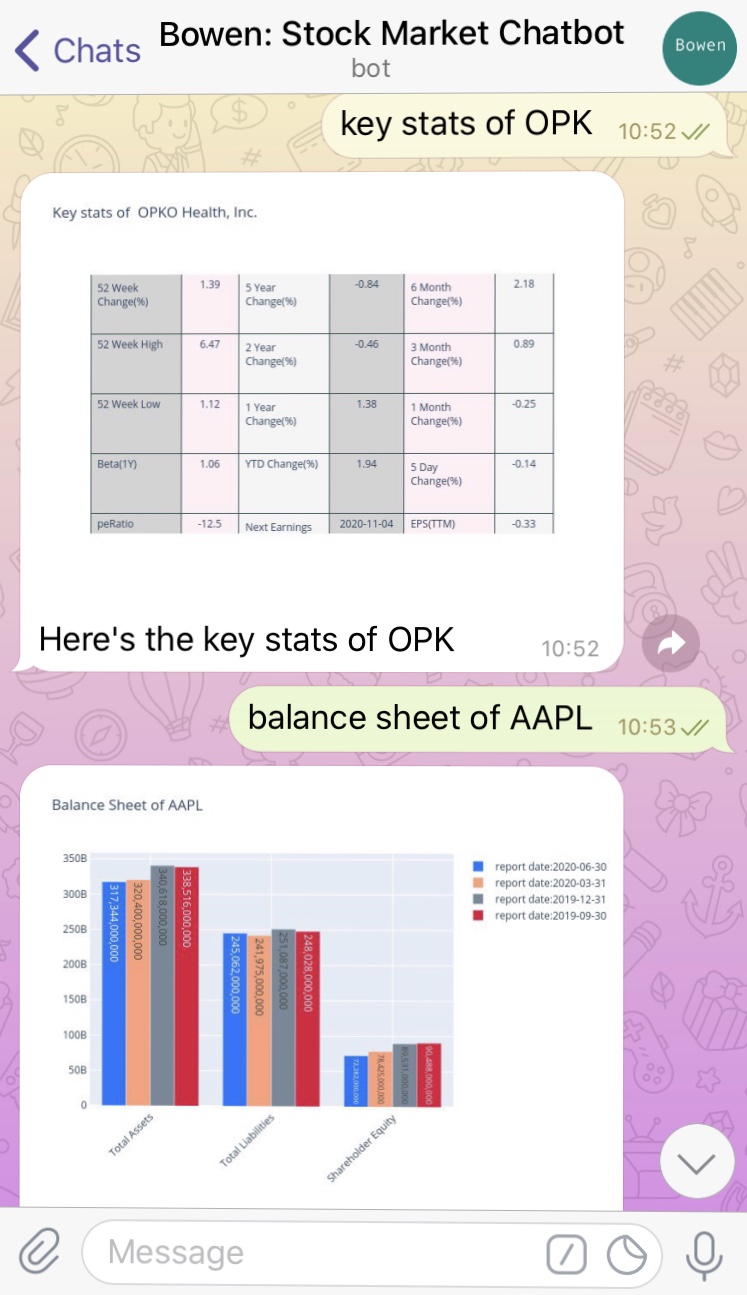 Chats
Bowen: Stock Market Chatbot
bot
Bowen
key stats of OPK 10:52
Key stats of OPKO Health, Inc.
52 Week 1.39 5 Year -0.84 6 Month 2.18
Change(%) Change(%) Change(%)
52 Week High 6.47 2 Year -0.46 3 Month 0.89
Change(%) Change(%)
52 Week Low 1.12 1 Year 1.38 1 Month -0.25
Change(%) Change(%)
Beta(1Y) 1.06 YTD Change(%) 1.94 5 Day -0.14
Change(%)
peRatio -12.5 Next Earnings 2020-11-04 EPS(TTM) -0.33
Here's the key stats of OPK 10:52
balance sheet of AAPL 10:53
Balance Sheet of AAPL
350B
300B
250B
200B
150B
100B
50B
0
317,344,000,000
320,400,000,000
340,618,000,000
338,516,000,000
245,062,000,000
241,975,000,000
251,087,000,000
248,028,000,000
72,282,000,000
78,425,000,000
89,531,000,000
90,488,000,000
Total Assets
Total Liabilities
Shareholder Equity
report date:2020-06-30
report date:2020-03-31
report date:2019-12-31
report date:2019-09-30
Message